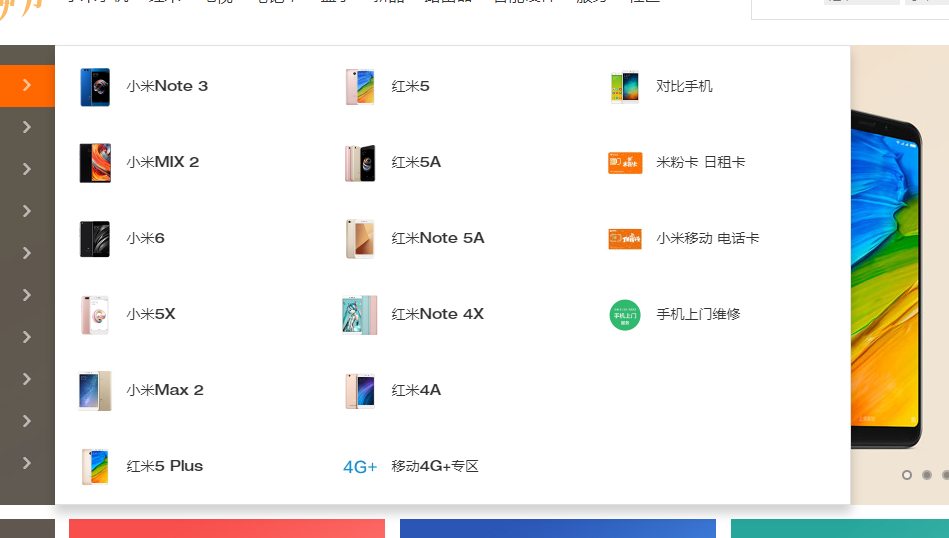 小米Note 3
小米MIX 2
小米6
小米5X
小米Max 2
红米5 Plus
红米5
红米5A
红米Note 5A
红米Note 4X
红米4A
4G+ 移动4G+专区
对比手机
米粉卡 日租卡
小米移动 电话卡
手机上门
手机上门维修